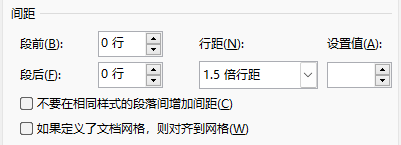 间距
段前(B): 0 行 行距(N): 设置值(A):
段后(F): 0 行 1.5 倍行距
不要在相同样式的段落间增加间距(C)
如果定义了文档网格，则对齐到网格(W)